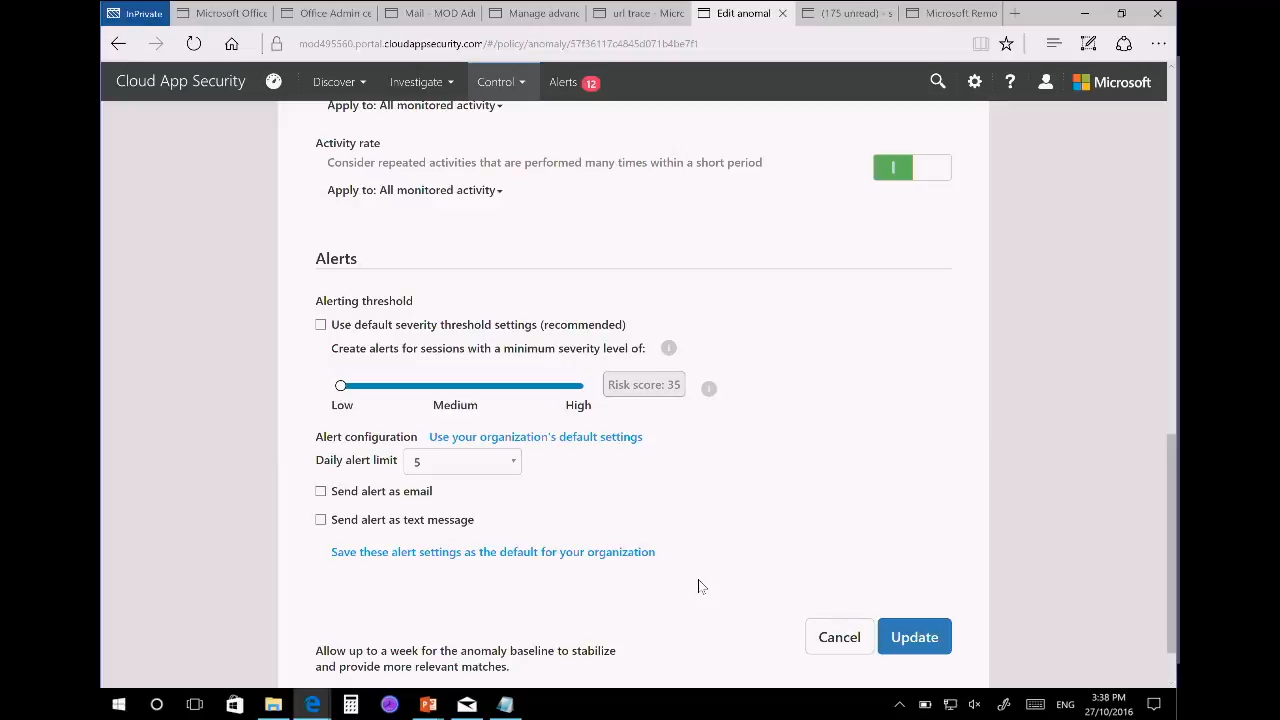 InPrivate
Microsoft Office
Office Admin ce
Mail - MOD Ad
Manage advanc
url trace - Micro
Edit anomal
(175 unread) - s
Microsoft Remo
mod495560.portal.cloudappsecurity.com/#/policy/anomaly/57f36117c4845d071b4be7f1
Cloud App Security
Discover
Investigate
Control
Alerts
12
Microsoft
Apply to: All monitored activity
Activity rate
Consider repeated activities that are performed many times within a short period
Apply to: All monitored activity
Alerts
Alerting threshold
Use default severity threshold settings (recommended)
Create alerts for sessions with a minimum severity level of:
Risk score: 35
Low
Medium
High
Alert configuration
Use your organization's default settings
Daily alert limit
5
Send alert as email
Send alert as text message
Save these alert settings as the default for your organization
Cancel
Update
Allow up to a week for the anomaly baseline to stabilize
and provide more relevant matches.
ENG
3:38 PM
27/10/2016